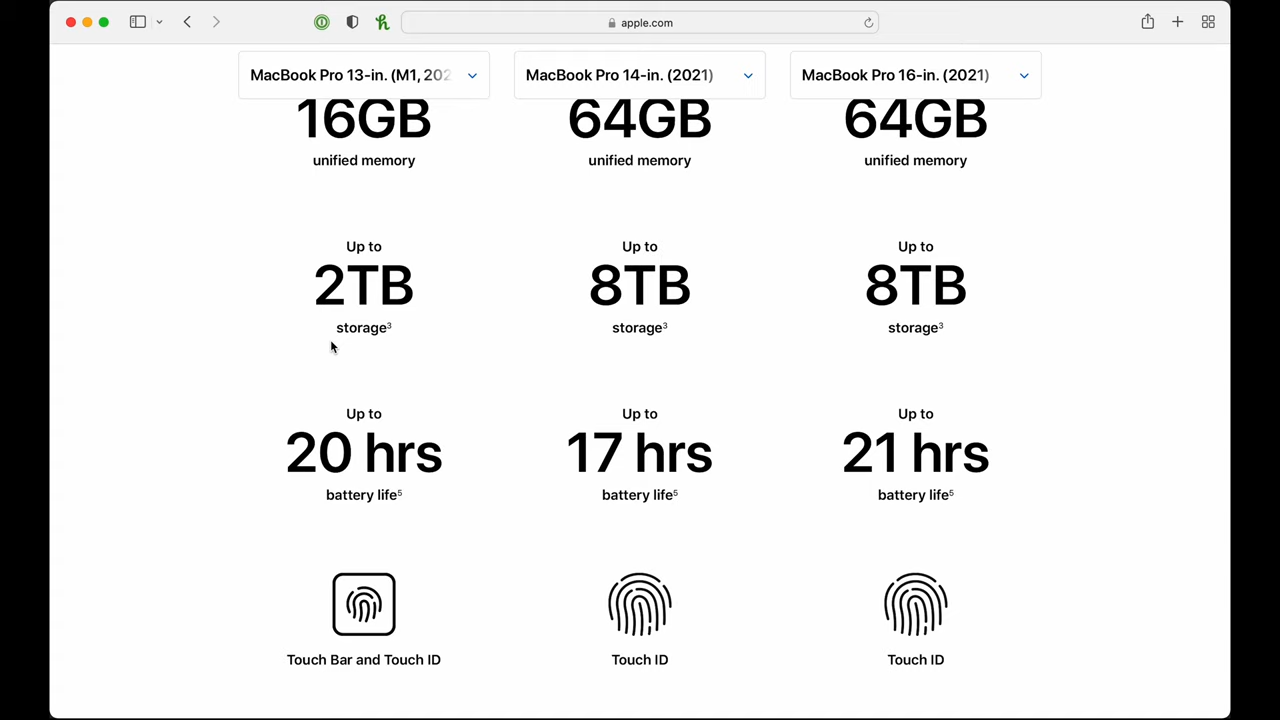 apple.com
MacBook Pro 13-in. (M1, 202
MacBook Pro 14-in. (2021)
MacBook Pro 16-in. (2021)
16GB
64GB
64GB
unified memory
unified memory
unified memory
Up to
Up to
Up to
2TB
8TB
8TB
storage³
storage³
storage³
Up to
Up to
Up to
20 hrs
17 hrs
21 hrs
battery life⁵
battery life⁵
battery life⁵
Touch Bar and Touch ID
Touch ID
Touch ID